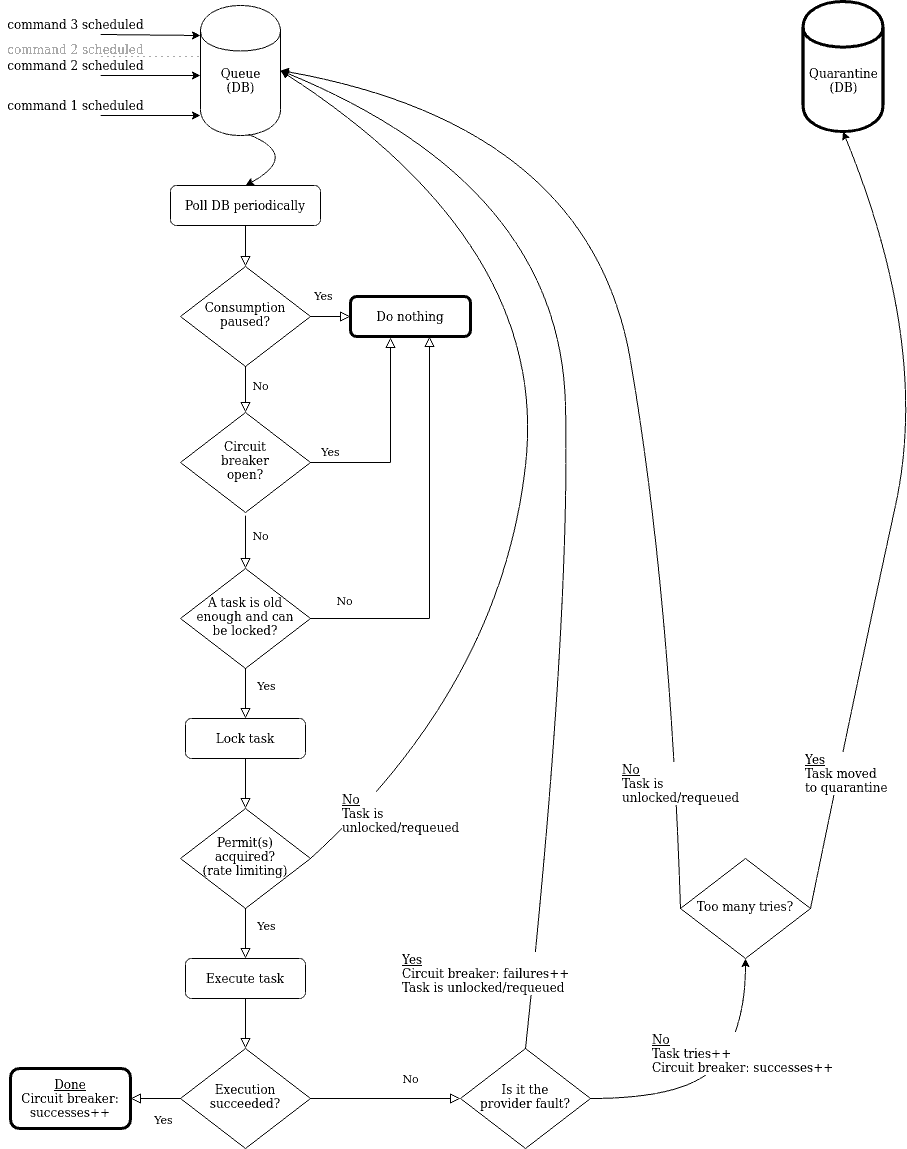 command 3 scheduled
command 2 scheduled
command 2 scheduled
command 1 scheduled
Queue
(DB)
Quarantine
(DB)
Poll DB periodically
Consumption
paused?
Yes
Do nothing
No
Circuit
breaker
open?
Yes
No
A task is old
enough and can
be locked?
No
Yes
Lock task
Permit(s)
acquired?
(rate limiting)
No
Task is
unlocked/requeued
Yes
Execute task
Execution
succeeded?
Yes
Done
Circuit breaker:
successes++
No
Is it the
provider fault?
Yes
Circuit breaker: failures++
Task is unlocked/requeued
No
Task tries++
Circuit breaker: successes++
Too many tries?
No
Task is
unlocked/requeued
Yes
Task moved
to quarantine